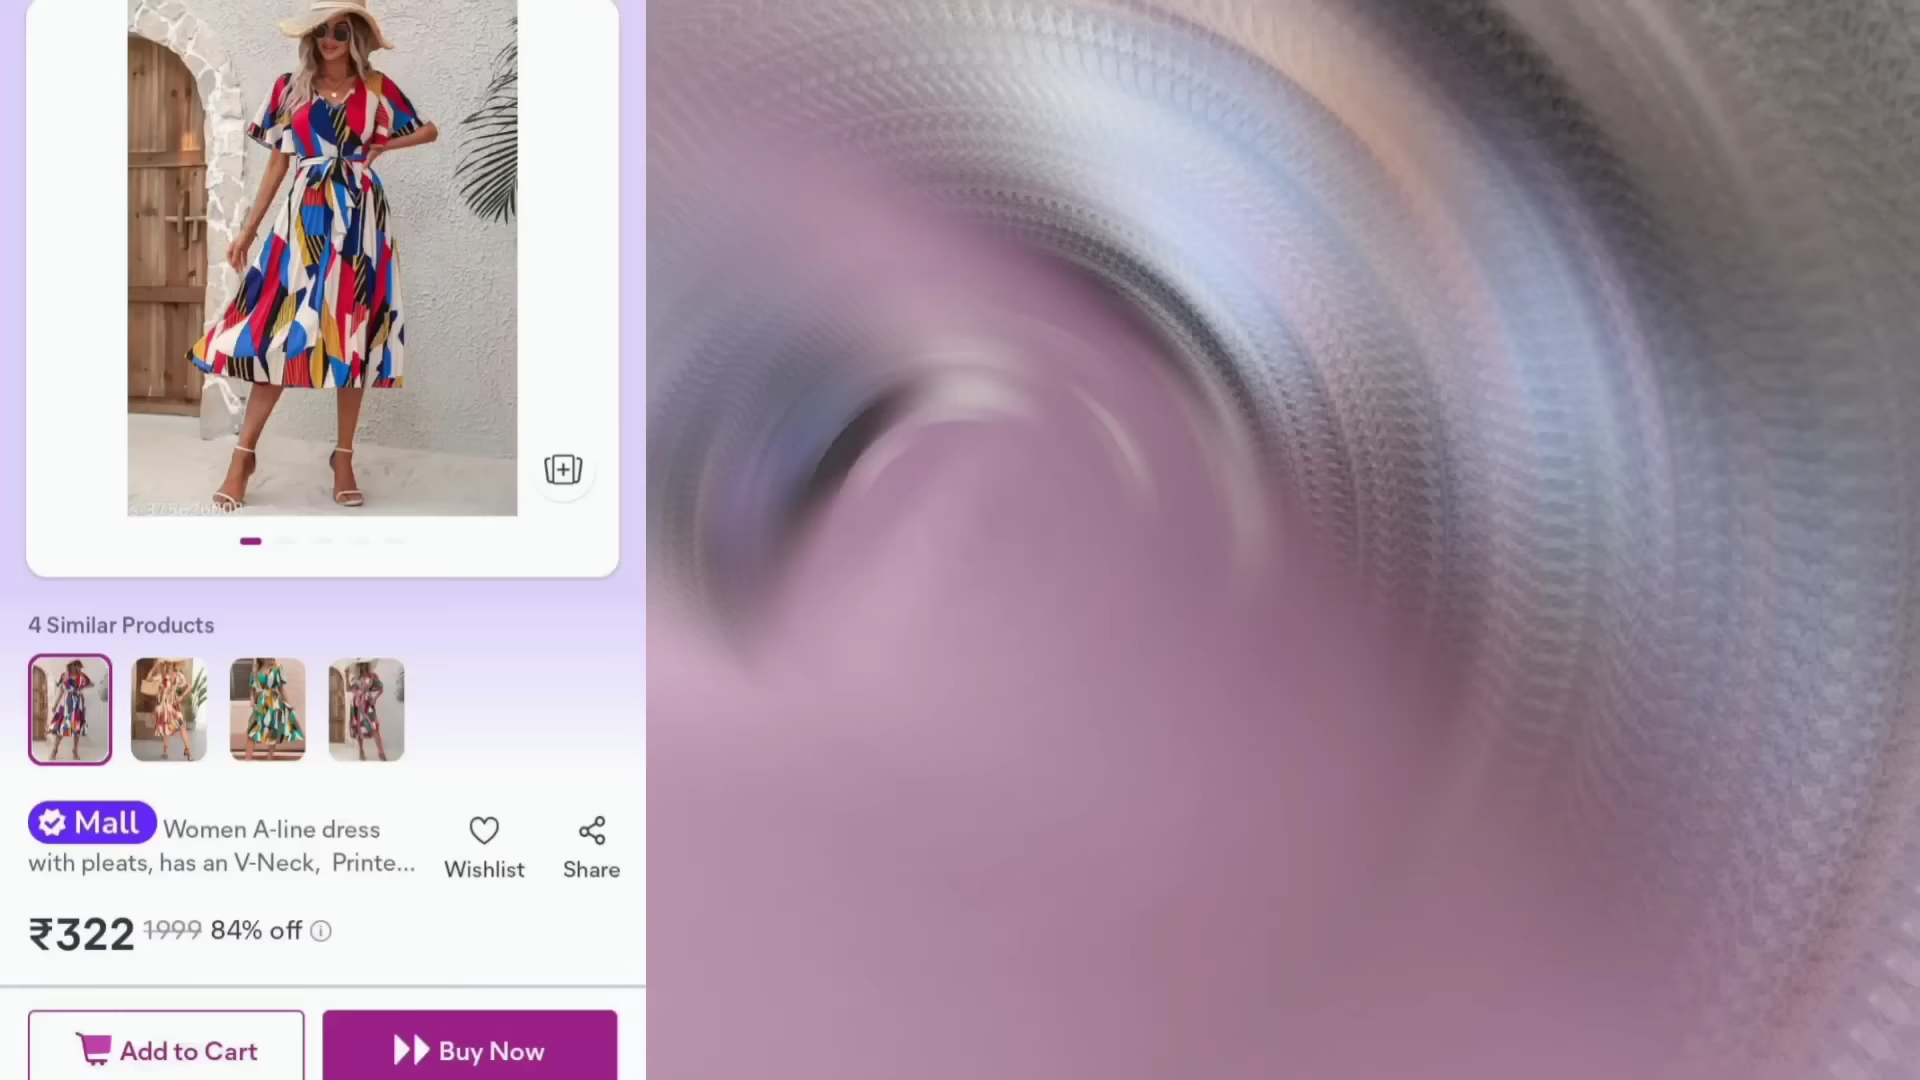 4 Similar Products
Mall Women A-line dress
with pleats, has an V-Neck, Printe...
Wishlist
Share
₹322 1999 84% off
Add to Cart
Buy Now